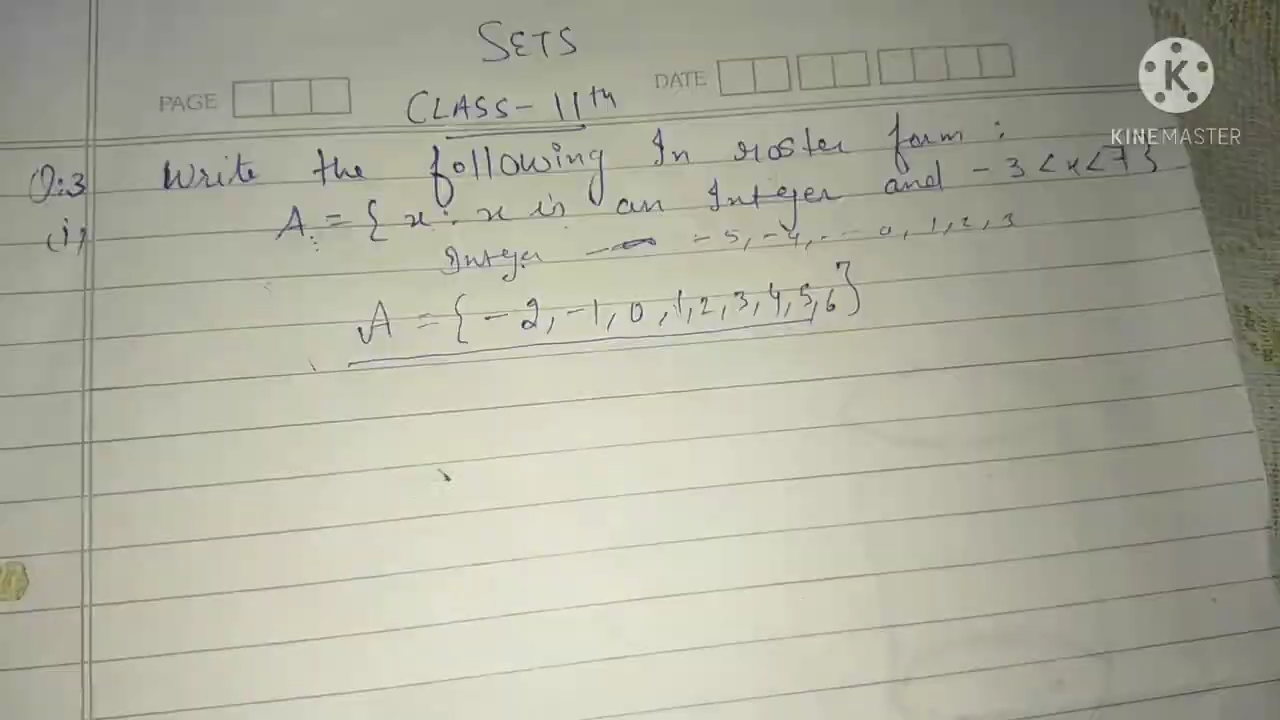 SETS
PAGE
DATE
CLASS- 11th
KINEMASTER
Q:3 Write the following In roster form:
(i) A = { x : x is an Integer and -3 < x < 7 }
Integer - -5, -4, --- 0, 1, 2, 3
A = { -2, -1, 0, 1, 2, 3, 4, 5, 6 }